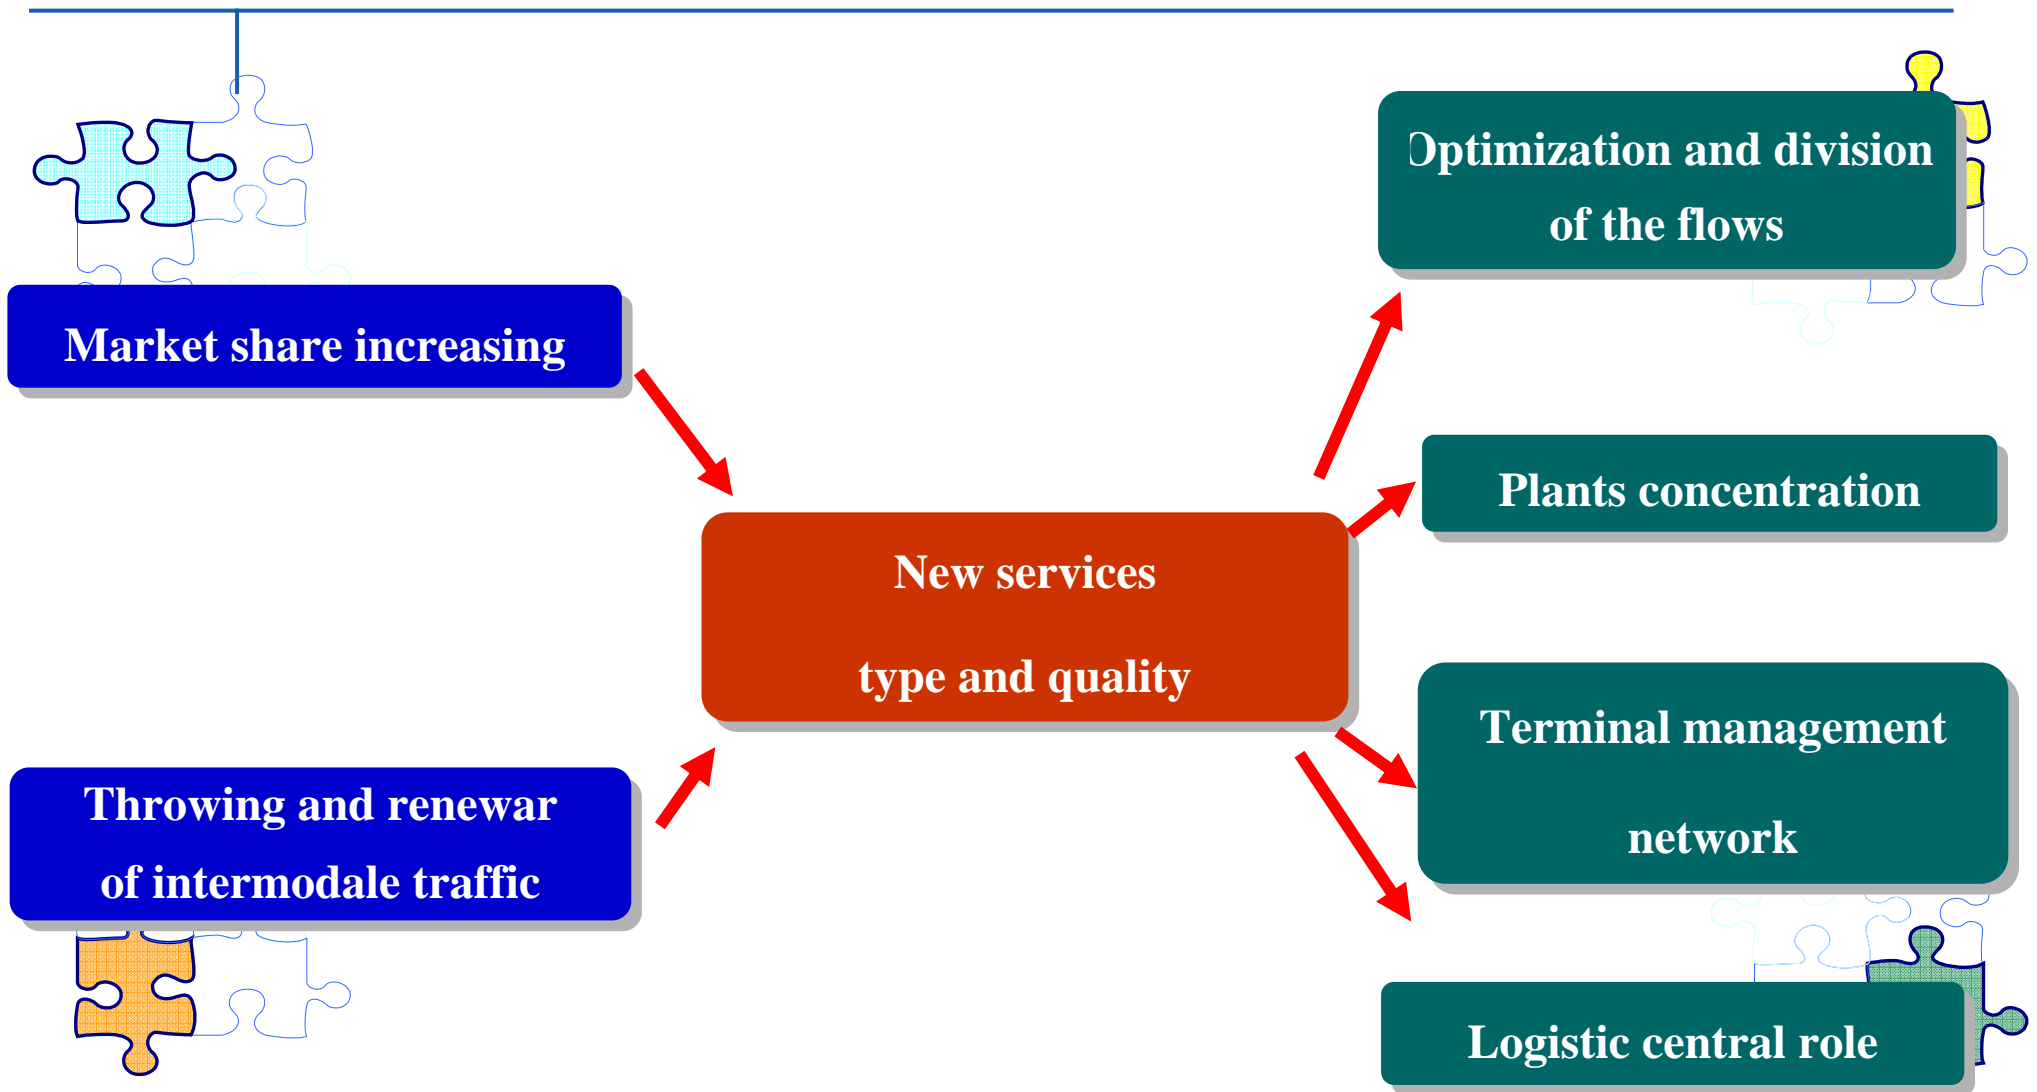 Optimization and division
of the flows
Market share increasing
Plants concentration
New services
type and quality
Terminal management
network
Throwing and renewar
of intermodale traffic
Logistic central role